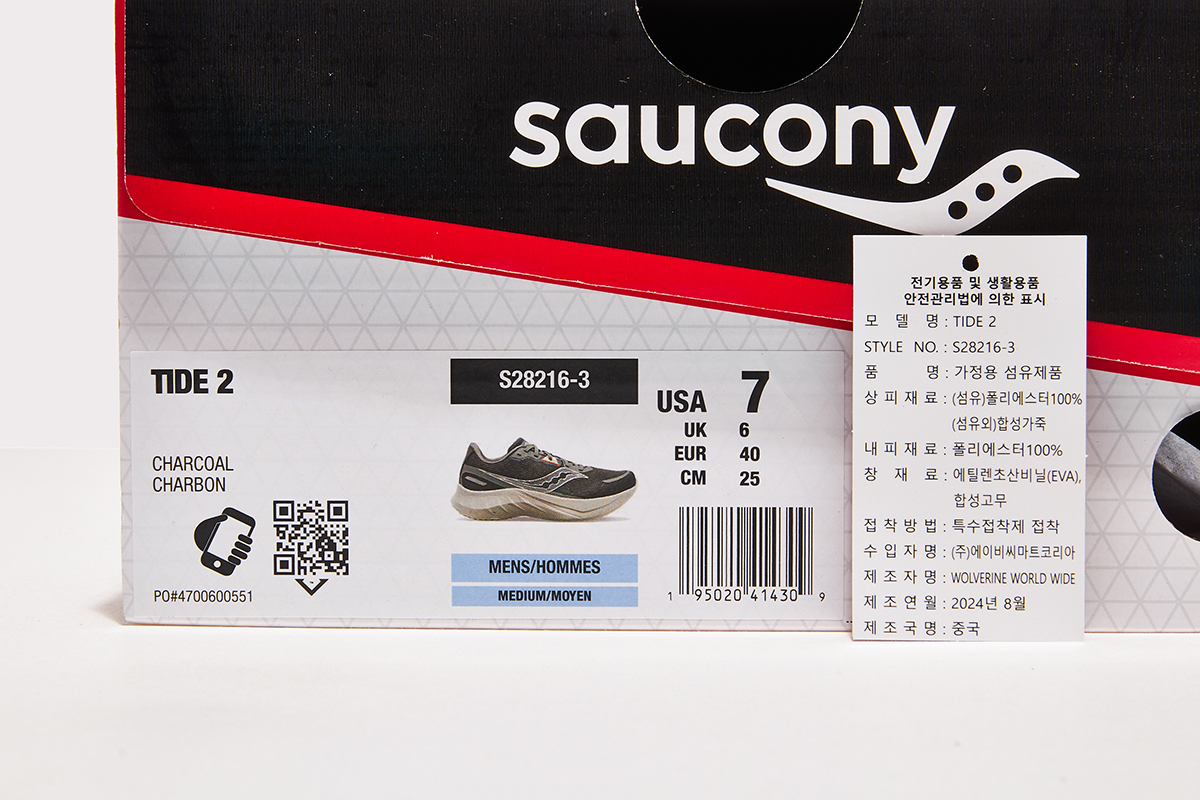 saucony
TIDE 2
CHARCOAL
CHARBON
PO#4700600551
S28216-3
MENS/HOMMES
MEDIUM/MOYEN
USA 7
UK 6
EUR 40
CM 25
1 95020 41430 9
전기용품 및 생활용품
안전관리법에 의한 표시
모 델 명 : TIDE 2
STYLE NO. : S28216-3
품 명 : 가정용 섬유제품
상 피 재 료 : (섬유)폴리에스터100%
(섬유외)합성가죽
내 피 재 료 : 폴리에스터100%
창 재 료 : 에틸렌초산비닐(EVA),
합성고무
접 착 방 법 : 특수접착제 접착
수 입 자 명 : (주)에이비씨마트코리아
제 조 자 명 : WOLVERINE WORLD WIDE
제 조 연 월 : 2024년 8월
제 조 국 명 : 중국